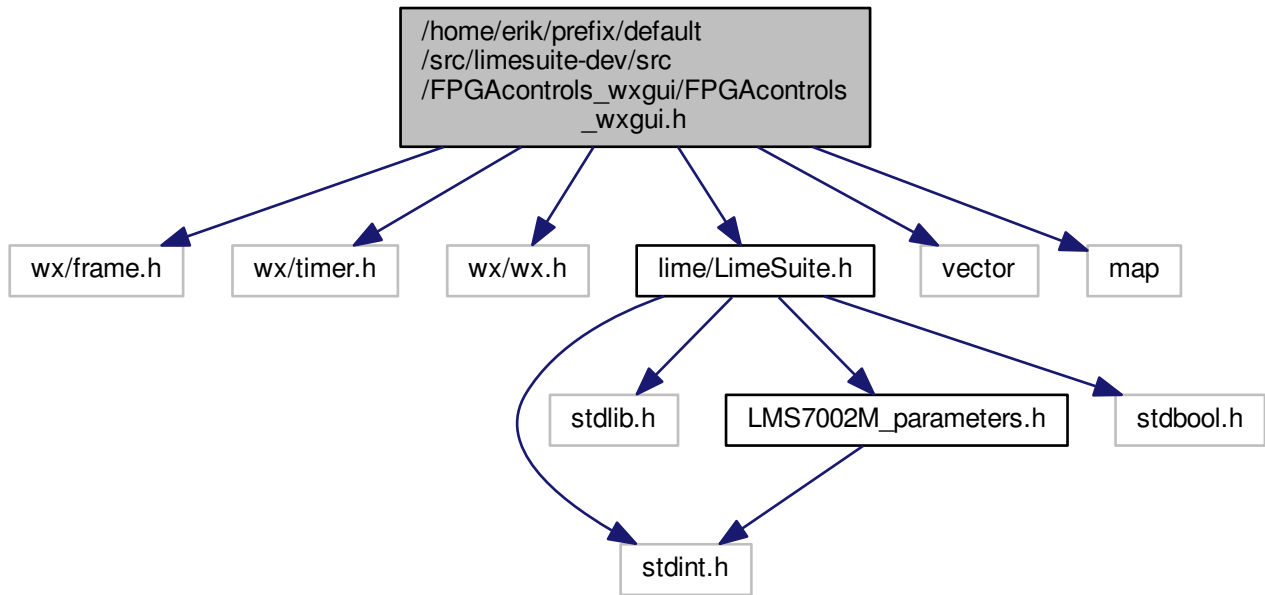 /home/erik/prefix/default
/src/limesuite-dev/src
/FPGAcontrols_wxgui/FPGAcontrols
_wxgui.h
wx/frame.h
wx/timer.h
wx/wx.h
lime/LimeSuite.h
vector
map
stdlib.h
LMS7002M_parameters.h
stdbool.h
stdint.h